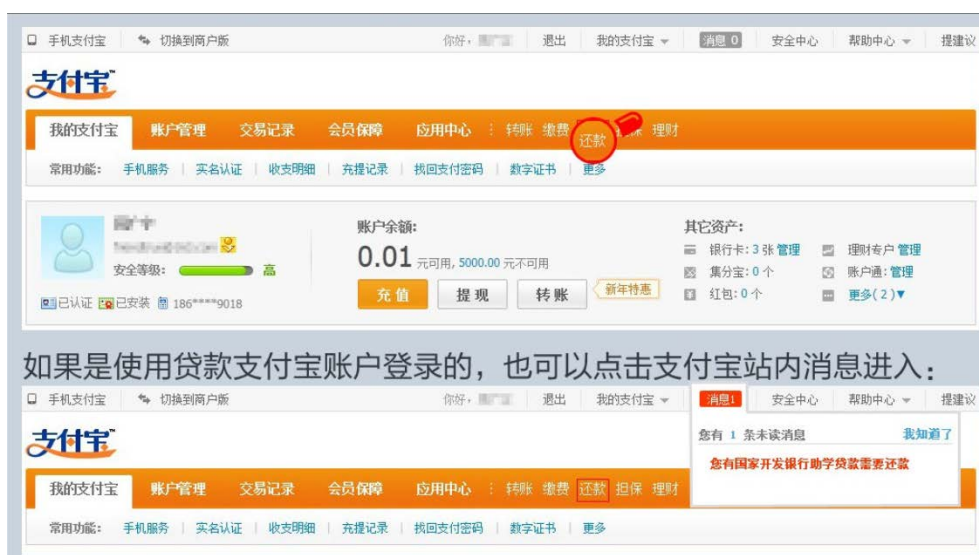 手机支付宝 切换到商户版 你好, 退出 我的支付宝 消息 0 安全中心 帮助中心 提建议
支付宝
我的支付宝 账户管理 交易记录 会员保障 应用中心 转账 缴费 还款 理财
常用功能: 手机服务 实名认证 收支明细 充提记录 找回支付密码 数字证书 更多
账户余额: 其它资产:
0.01 元可用, 5000.00 元不可用 银行卡: 3 张 管理 理财专户 管理
安全等级: 高 集分宝: 0 个 账户通: 管理
充值 提现 转账 新年特惠 红包: 0 个 更多(2)▼
已认证 已安装 186****9018
如果是使用贷款支付宝账户登录的，也可以点击支付宝站内消息进入：
手机支付宝 切换到商户版 你好, 退出 我的支付宝 消息1 安全中心 帮助中心 提建议
支付宝
您有 1 条未读消息 我知道了
您有国家开发银行助学贷款需要还款
我的支付宝 账户管理 交易记录 会员保障 应用中心 转账 缴费 还款 担保 理财
常用功能: 手机服务 实名认证 收支明细 充提记录 找回支付密码 数字证书 更多